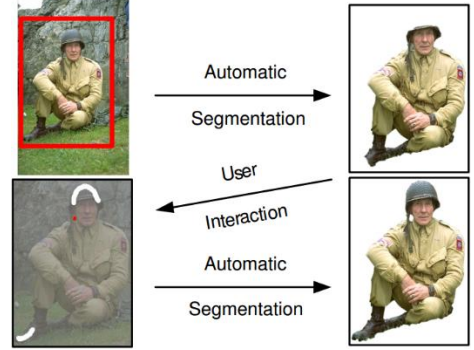 Automatic
Segmentation
User
Interaction
Automatic
Segmentation